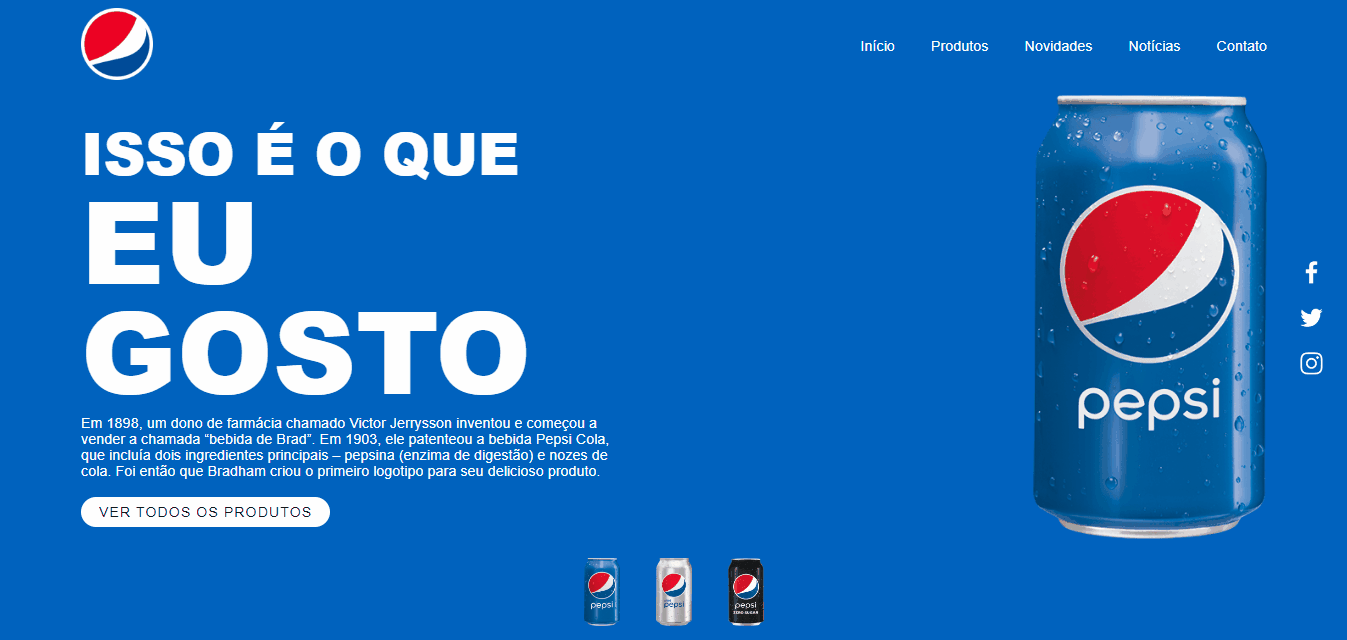 Início Produtos Novidades Notícias Contato
ISSO É O QUE
EU
GOSTO
Em 1898, um dono de farmácia chamado Victor Jerrysson inventou e começou a
vender a chamada “bebida de Brad”. Em 1903, ele patenteou a bebida Pepsi Cola,
que incluía dois ingredientes principais – pepsina (enzima de digestão) e nozes de
cola. Foi então que Bradham criou o primeiro logotipo para seu delicioso produto.
VER TODOS OS PRODUTOS
pepsi
pepsi
pepsi
pepsi
ZERO SUGAR